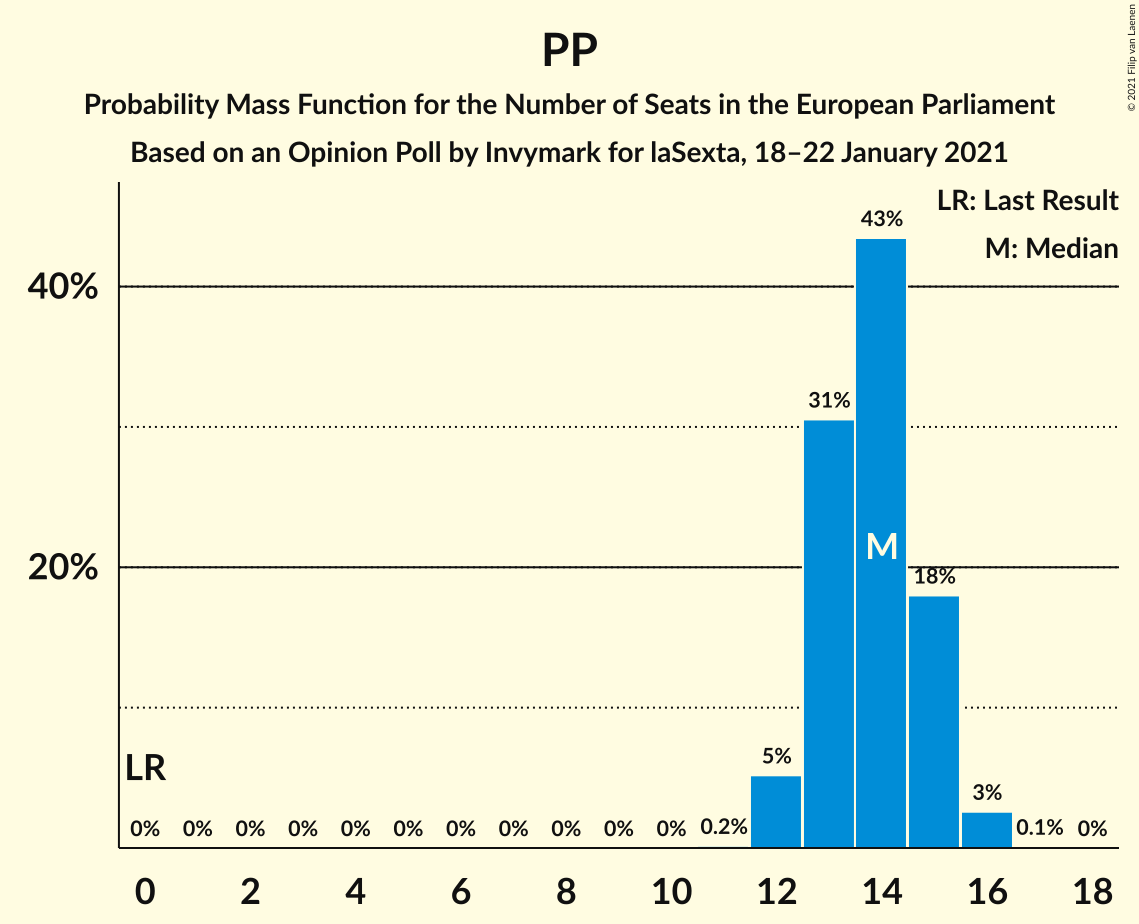 PP
Probability Mass Function for the Number of Seats in the European Parliament
Based on an Opinion Poll by Invymark for laSexta, 18–22 January 2021
© 2021 Filip van Laenen
LR: Last Result
M: Median
40%
20%
43%
31%
M
18%
LR
5%
3%
0% 0% 0% 0% 0% 0% 0% 0% 0% 0% 0% 0.2% 0.1% 0%
0 2 4 6 8 10 12 14 16 18